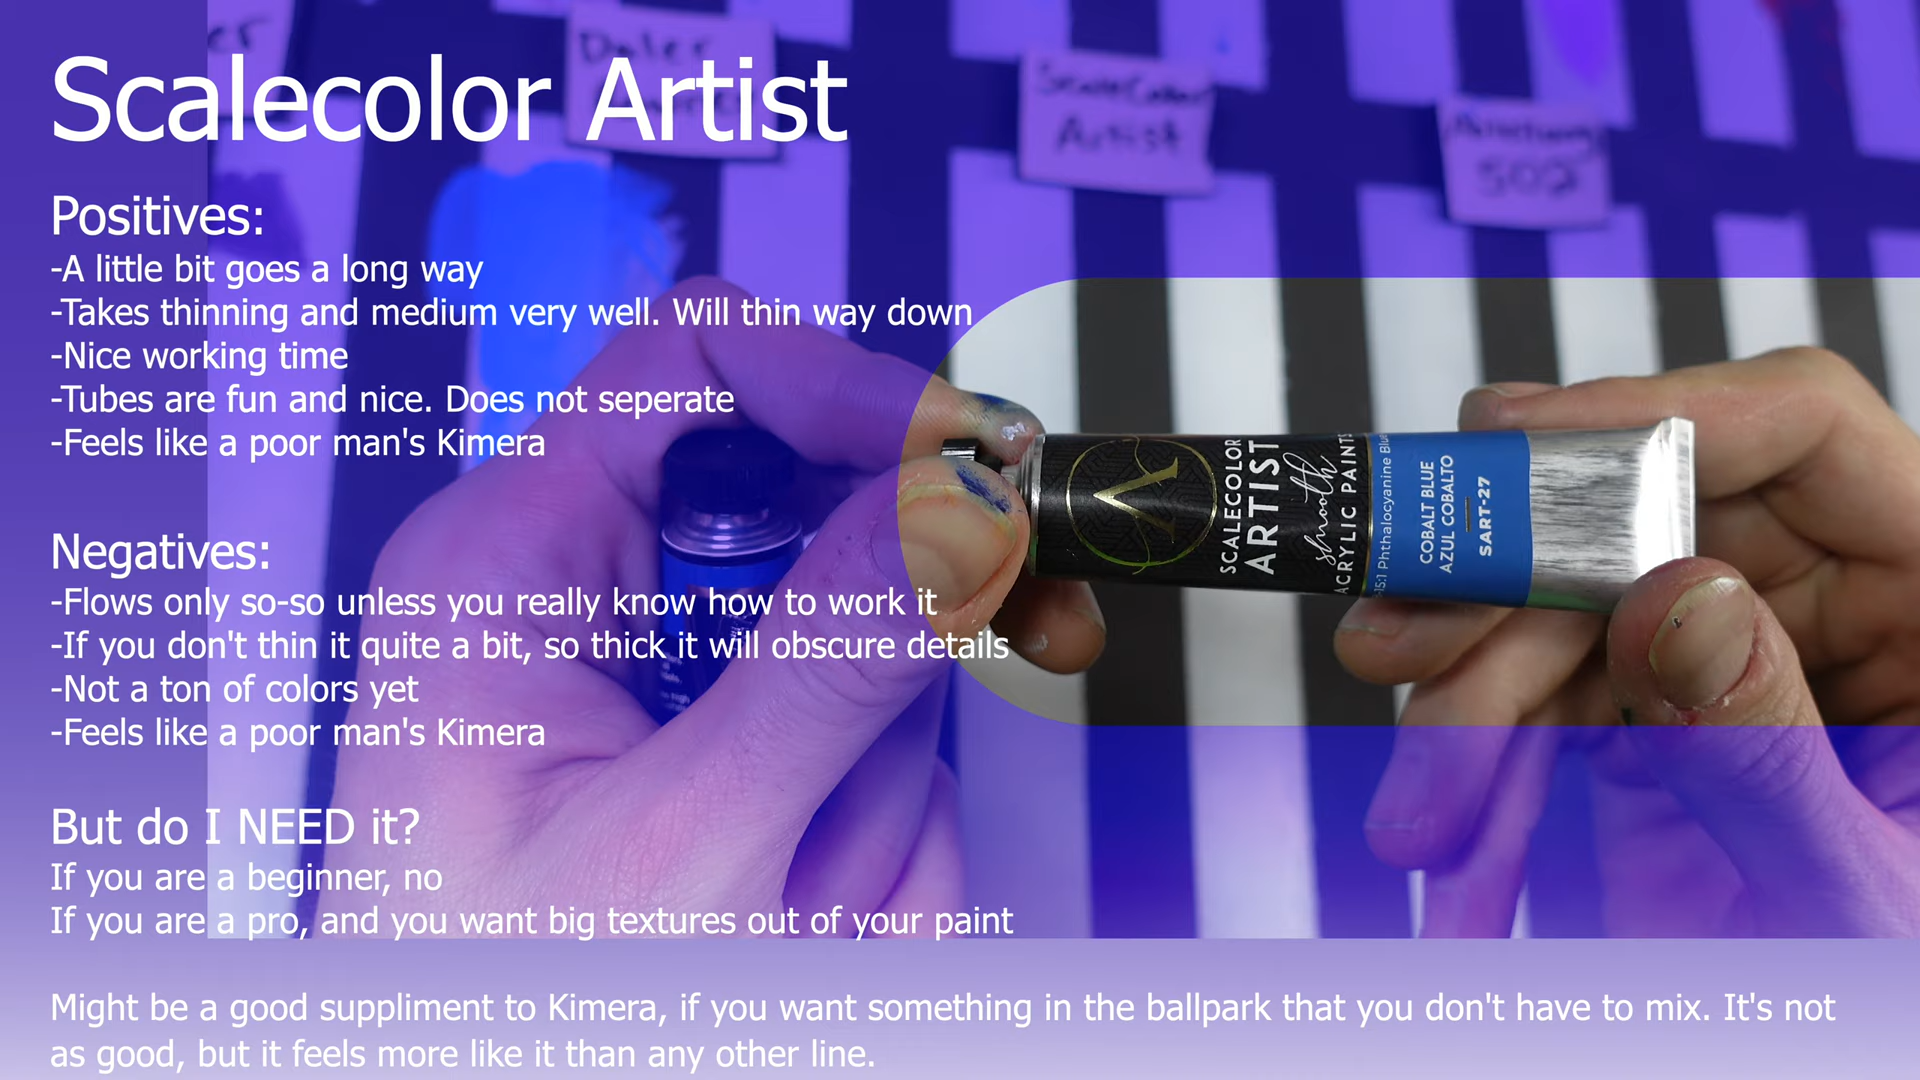 Scalecolor Artist
Positives:
-A little bit goes a long way
-Takes thinning and medium very well. Will thin way down
-Nice working time
-Tubes are fun and nice. Does not seperate
-Feels like a poor man's Kimera
Negatives:
-Flows only so-so unless you really know how to work it
-If you don't thin it quite a bit, so thick it will obscure details
-Not a ton of colors yet
-Feels like a poor man's Kimera
But do I NEED it?
If you are a beginner, no
If you are a pro, and you want big textures out of your paint
Might be a good suppliment to Kimera, if you want something in the ballpark that you don't have to mix. It's not
as good, but it feels more like it than any other line.
Daler
ScaleColor
Artist
502
SCALECOLOR
ARTIST
smooth
ACRYLIC PAINTS
Phthalocyanine Blue
COBALT BLUE
AZUL COBALTO
SART-27